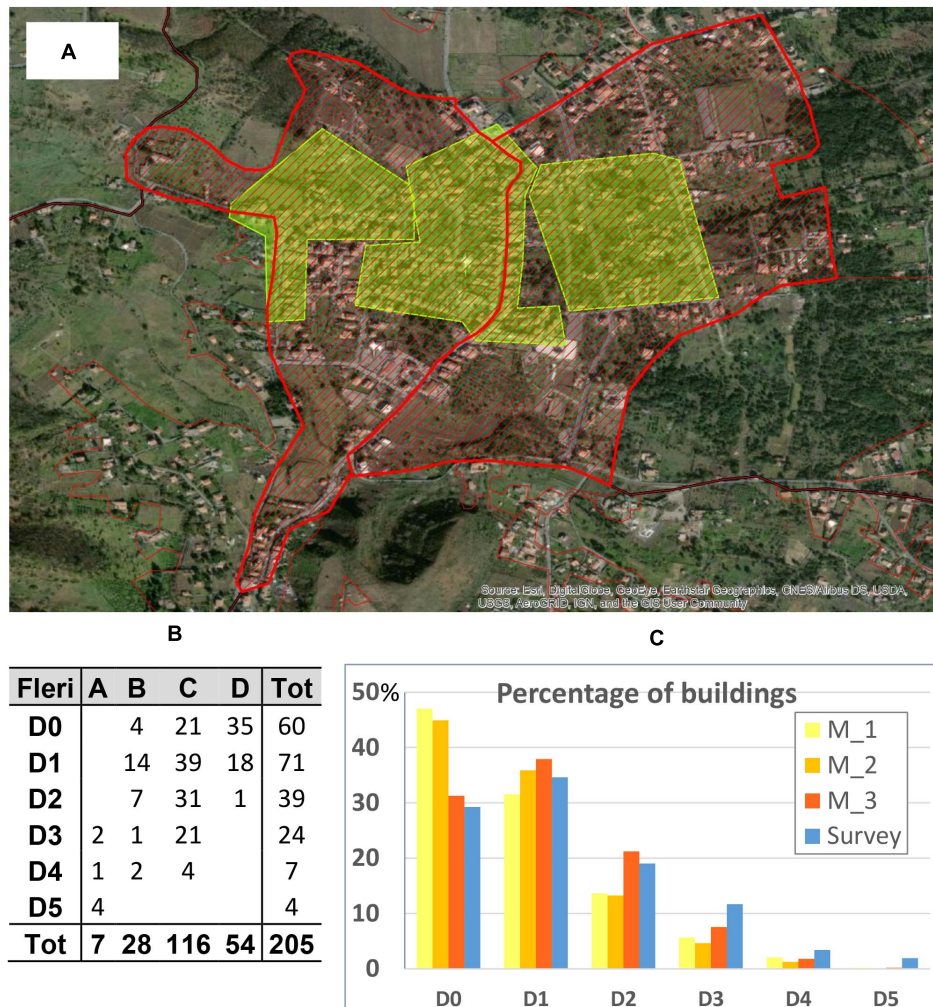 A
Source: Esri, DigitalGlobe, GeoEye, Earthstar Geographics, CNES/Airbus DS, USDA,
USGS, AeroGRID, IGN, and the GIS User Community
B
Fleri A B C D Tot
D0 4 21 35 60
D1 14 39 18 71
D2 7 31 1 39
D3 2 1 21 24
D4 1 2 4 7
D5 4 4
Tot 7 28 116 54 205
C
Percentage of buildings
50%
40
30
20
10
0
M_1
M_2
M_3
Survey
D0 D1 D2 D3 D4 D5